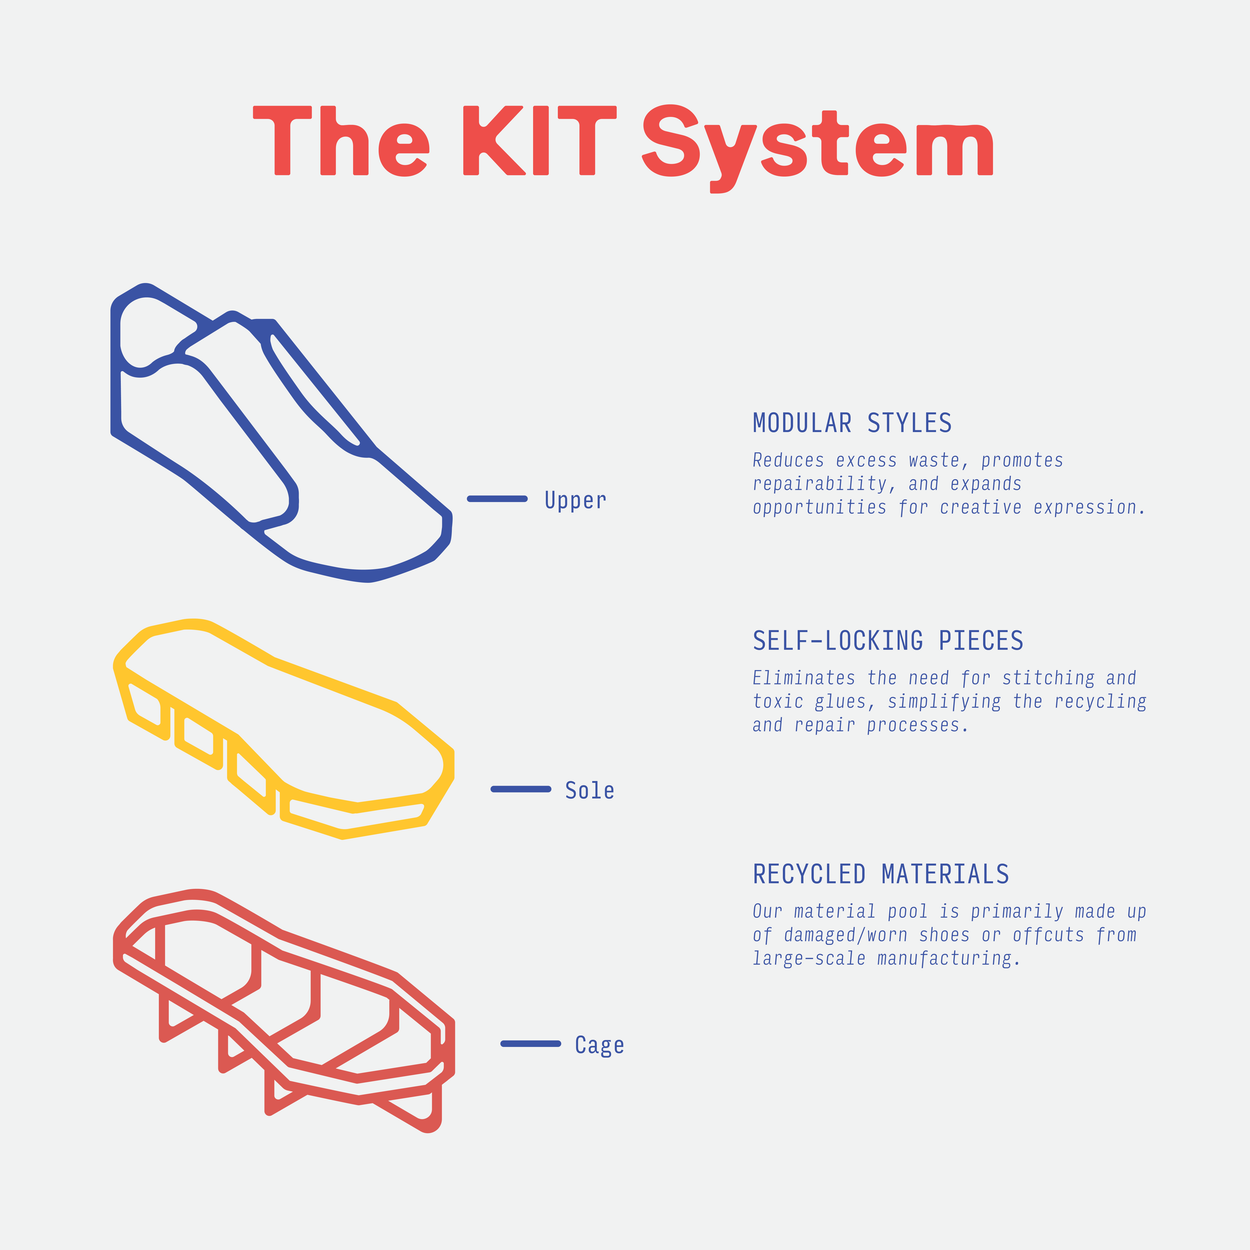 The KIT System
Upper
Sole
Cage
MODULAR STYLES
Reduces excess waste, promotes
repairability, and expands
opportunities for creative expression.
SELF-LOCKING PIECES
Eliminates the need for stitching and
toxic glues, simplifying the recycling
and repair processes.
RECYCLED MATERIALS
Our material pool is primarily made up
of damaged/worn shoes or offcuts from
large-scale manufacturing.